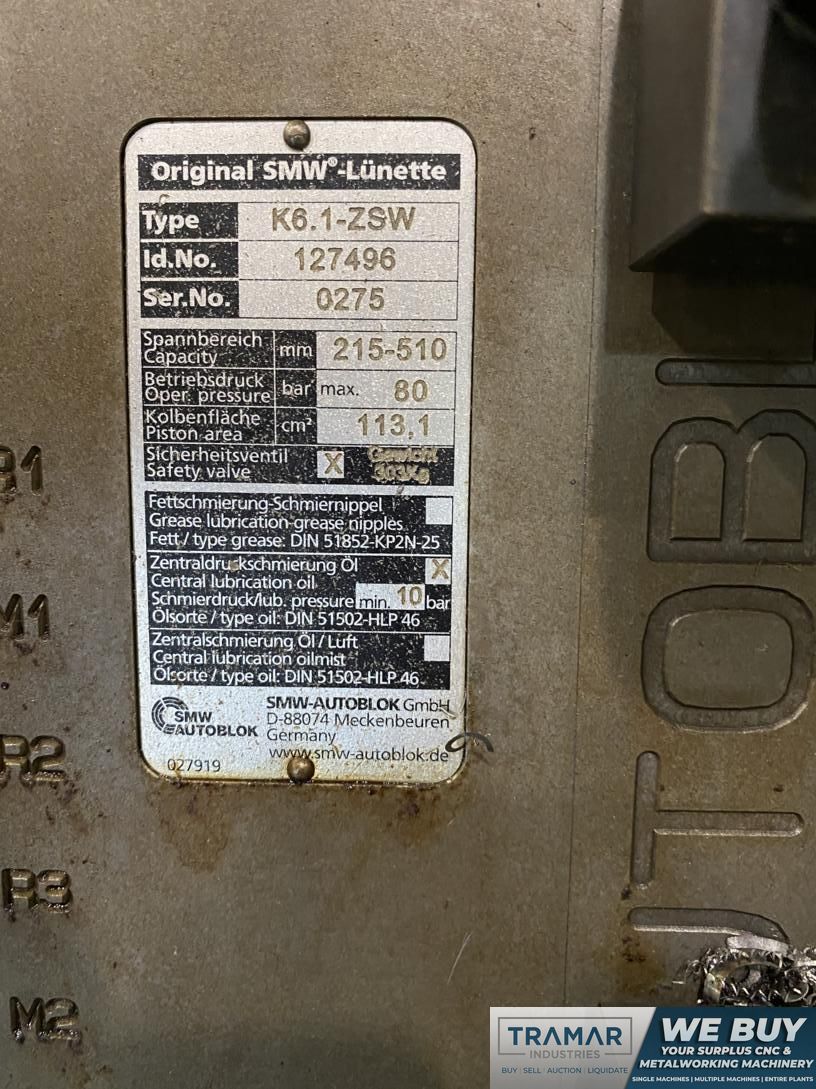 Original SMW®-Lünette
Type K6.1-ZSW
Id.No. 127496
Ser.No. 0275
Spannbereich
Capacity mm 215-510
Betriebsdruck
Oper. pressure bar max. 80
Kolbenfläche
Piston area cm² 113,1
Sicherheitsventil
Safety valve X Gewicht
303Kg
Fettschmierung-Schmiernippel
Grease lubrication-grease nipples
Fett / type grease: DIN 51852-KP2N-25
Zentraldruckschmierung Öl X
Central lubrication oil
Schmierdruck/lub. pressure min. 10 bar
Ölsorte / type oil: DIN 51502-HLP 46
Zentralschmierung Öl / Luft
Central lubrication oilmist
Ölsorte / type oil: DIN 51502-HLP 46
SMW
AUTOBLOK
SMW-AUTOBLOK GmbH
D-88074 Meckenbeuren
Germany
www.smw-autoblok.de
027919
M1
R2
R3
M2
UTOBL
TRAMAR
INDUSTRIES
BUY | SELL | AUCTION | LIQUIDATE
WE BUY
YOUR SURPLUS CNC &
METALWORKING MACHINERY
SINGLE MACHINES | MULTIPLE MACHINES | ENTIRE PLANTS